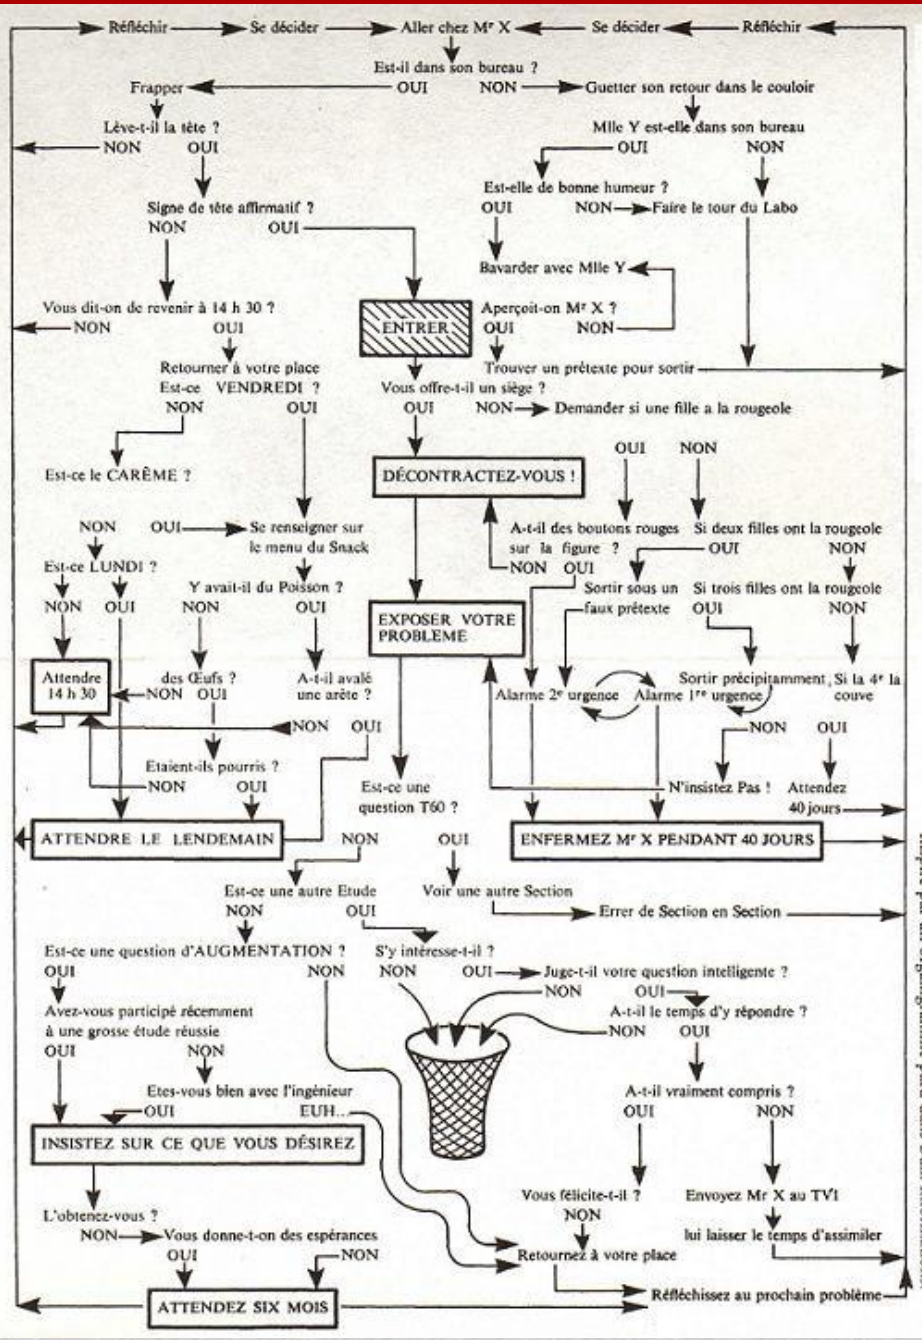 Réfléchir Se décider Aller chez Mr X Se décider Réfléchir
Est-il dans son bureau ?
Frapper OUI NON Guetter son retour dans le couloir
Lève-t-il la tête ? Mlle Y est-elle dans son bureau
NON OUI OUI NON
Est-elle de bonne humeur ?
Signe de tête affirmatif ? OUI NON Faire le tour du Labo
NON OUI
Bavarder avec Mlle Y
Vous dit-on de revenir à 14 h 30 ? ENTRER Aperçoit-on Mr X ?
NON OUI OUI NON
Retourner à votre place Trouver un prétexte pour sortir
Est-ce VENDREDI ? Vous offre-t-il un siège ?
NON OUI OUI NON Demander si une fille a la rougeole
OUI NON
Est-ce le CARÊME ? DÉCONTRACTEZ-VOUS !
NON OUI Se renseigner sur A-t-il des boutons rouges Si deux filles ont la rougeole
le menu du Snack sur la figure ? OUI NON
Est-ce LUNDI ? NON OUI
Y avait-il du Poisson ? Sortir sous un Si trois filles ont la rougeole
NON OUI NON OUI faux prétexte OUI NON
EXPOSER VOTRE
PROBLEME
Attendre des Œufs ? A-t-il avalé Sortir précipitamment Si la 4e la
14 h 30 NON OUI une arête ? Alarme 2e urgence Alarme 1re urgence couve
NON OUI NON OUI
Etaient-ils pourris ?
NON OUI Est-ce une N'insistez Pas ! Attendez
question T60 ? 40 jours
ATTENDRE LE LENDEMAIN NON OUI ENFERMEZ Mr X PENDANT 40 JOURS
Est-ce une autre Etude Voir une autre Section
NON OUI Errer de Section en Section
Est-ce une question d'AUGMENTATION ? S'y intéresse-t-il ?
OUI NON NON OUI Juge-t-il votre question intelligente ?
NON OUI
Avez-vous participé récemment A-t-il le temps d'y répondre ?
à une grosse étude réussie NON OUI
OUI NON
Etes-vous bien avec l'ingénieur A-t-il vraiment compris ?
OUI EUH... OUI NON
INSISTEZ SUR CE QUE VOUS DÉSIREZ
Vous félicite-t-il ? Envoyez Mr X au TVI
L'obtenez-vous ? NON
NON Vous donne-t-on des espérances lui laisser le temps d'assimiler
OUI NON Retournez à votre place
ATTENDEZ SIX MOIS Réfléchissez au prochain problème